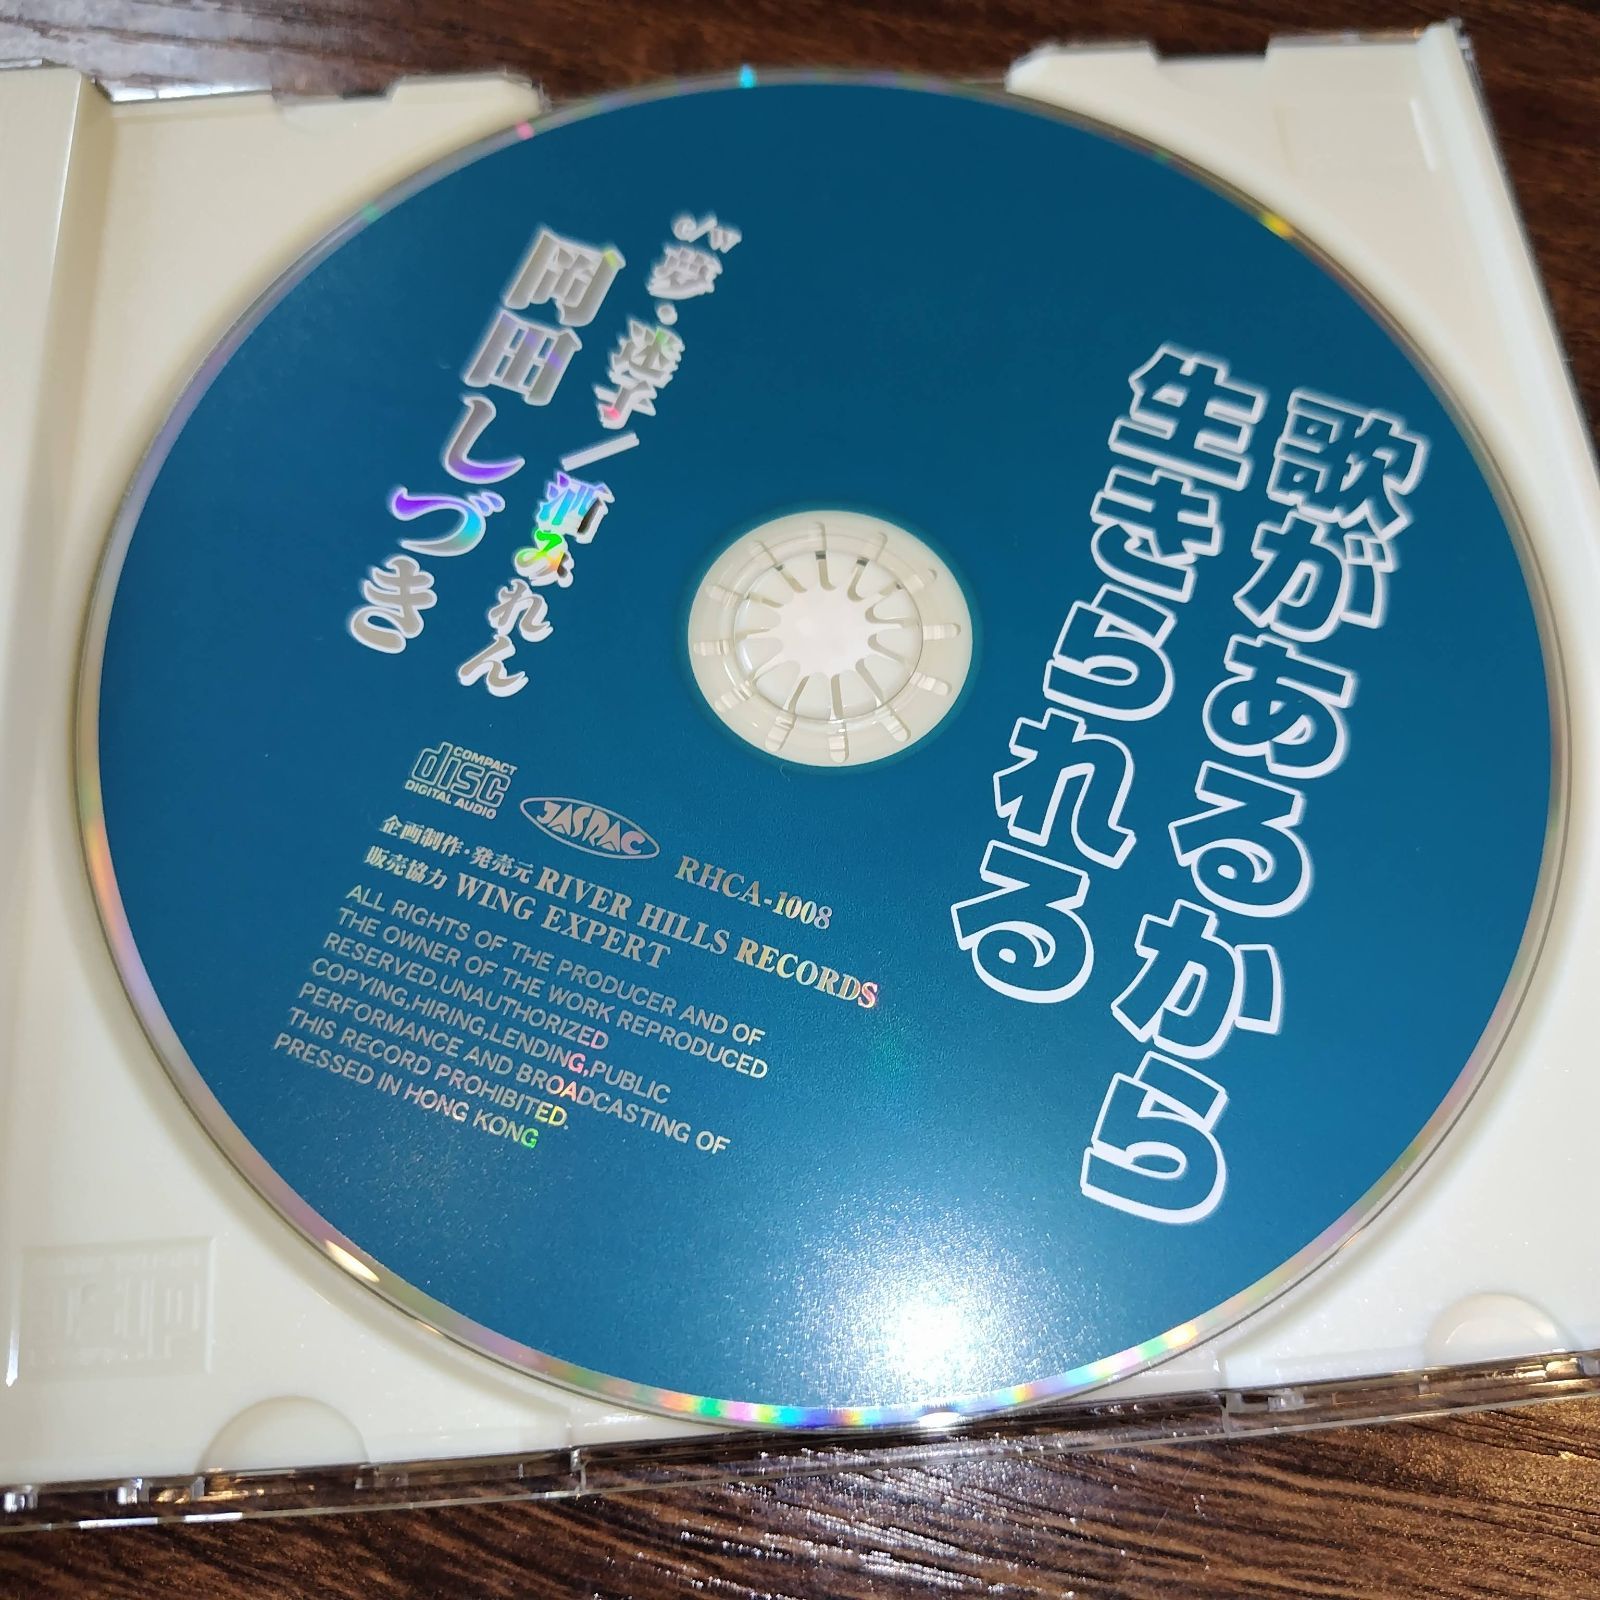 歌があるから
生きられる
c/w 夢・迷子/酒みれん
岡田しづき
COMPACT
disc
DIGITAL AUDIO
JASRAC
RHCA-1008
企画制作・発売元 RIVER HILLS RECORDS
販売協力 WING EXPERT
ALL RIGHTS OF THE PRODUCER AND OF
THE OWNER OF THE WORK REPRODUCED
RESERVED.UNAUTHORIZED
COPYING,HIRING,LENDING,PUBLIC
PERFORMANCE AND BROADCASTING OF
THIS RECORD PROHIBITED.
PRESSED IN HONG KONG